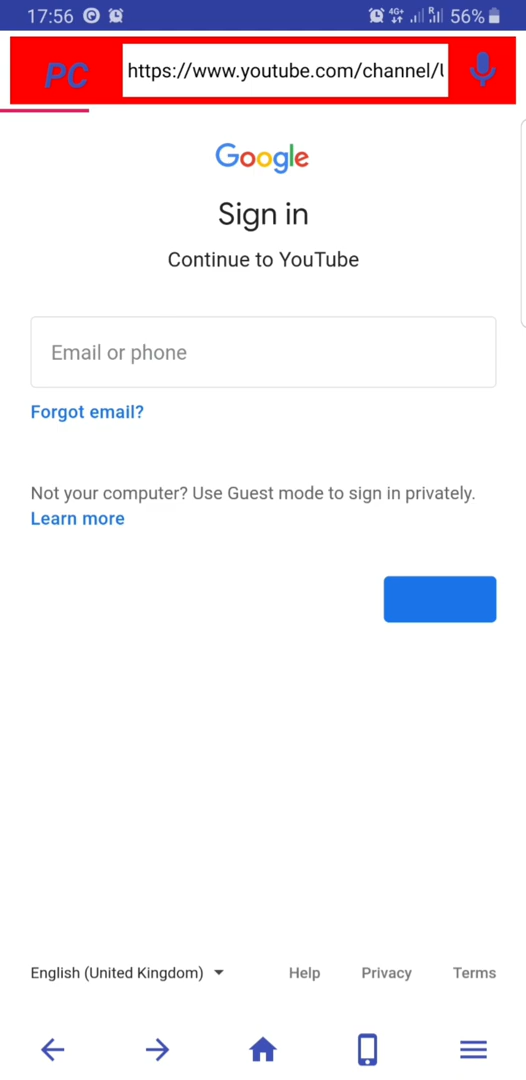 17:56
4G+
R
56%
PC
https://www.youtube.com/channel/
Google
Sign in
Continue to YouTube
Email or phone
Forgot email?
Not your computer? Use Guest mode to sign in privately.
Learn more
English (United Kingdom)
Help
Privacy
Terms